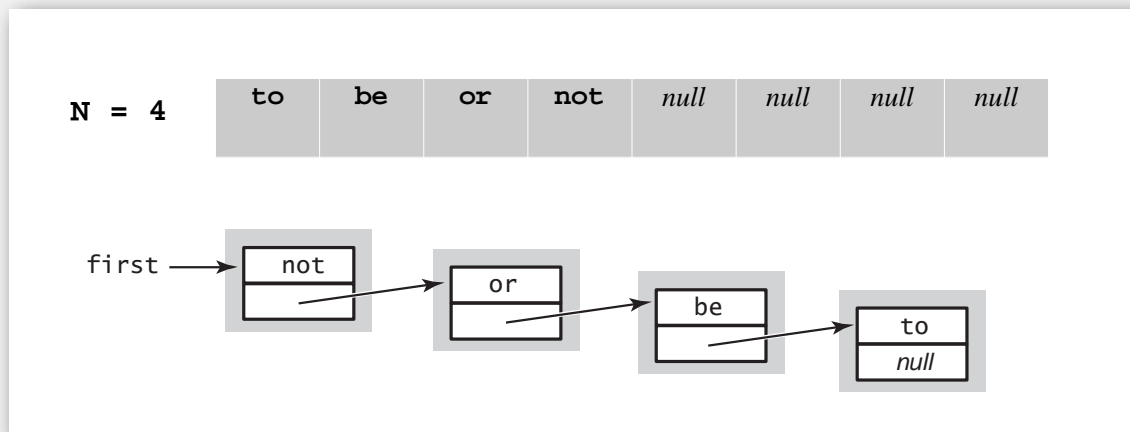 N = 4 to be or not null null null null
first not
or
be
to
null